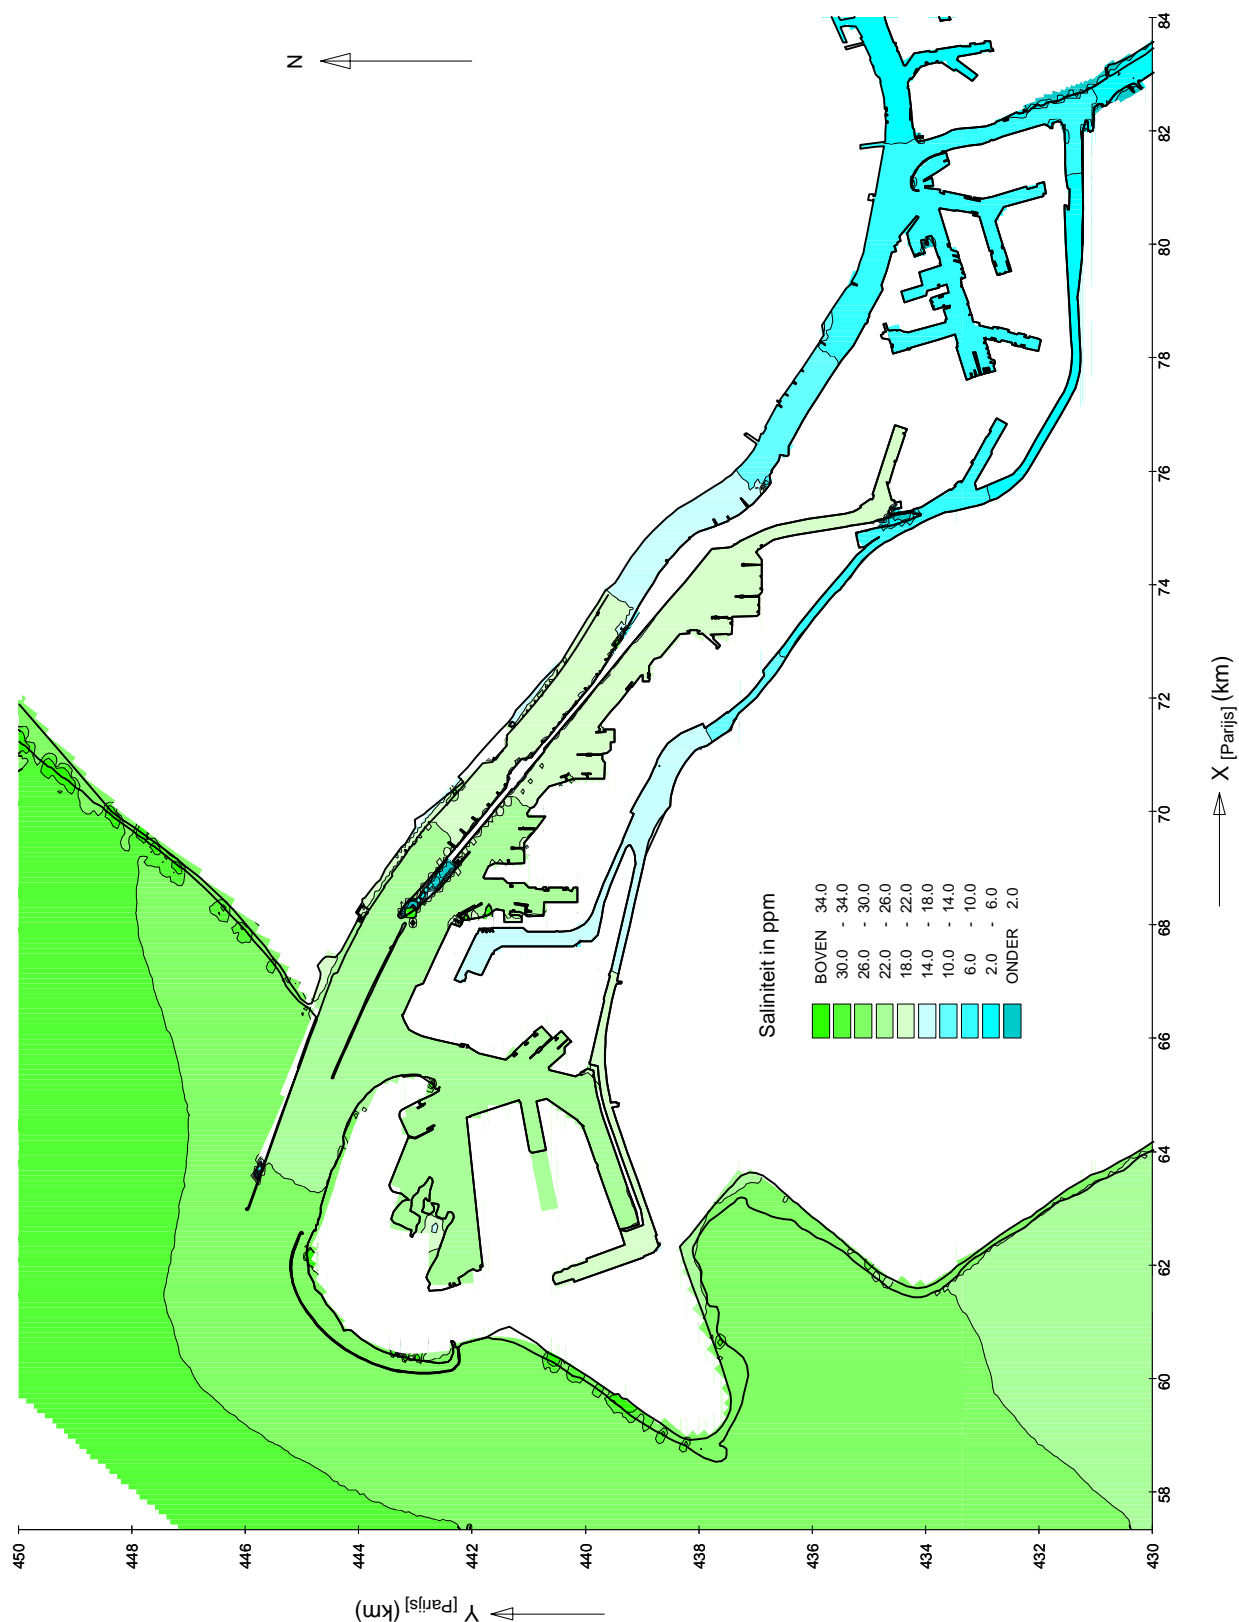 N
Saliniteit in ppm
BOVEN 34.0
30.0 - 34.0
26.0 - 30.0
22.0 - 26.0
18.0 - 22.0
14.0 - 18.0
10.0 - 14.0
6.0 - 10.0
2.0 - 6.0
ONDER 2.0
450
448
446
444
442
440
438
436
434
432
430
Y [Parijs] (km)
58
60
62
64
66
68
70
72
74
76
78
80
82
84
X [Parijs] (km)